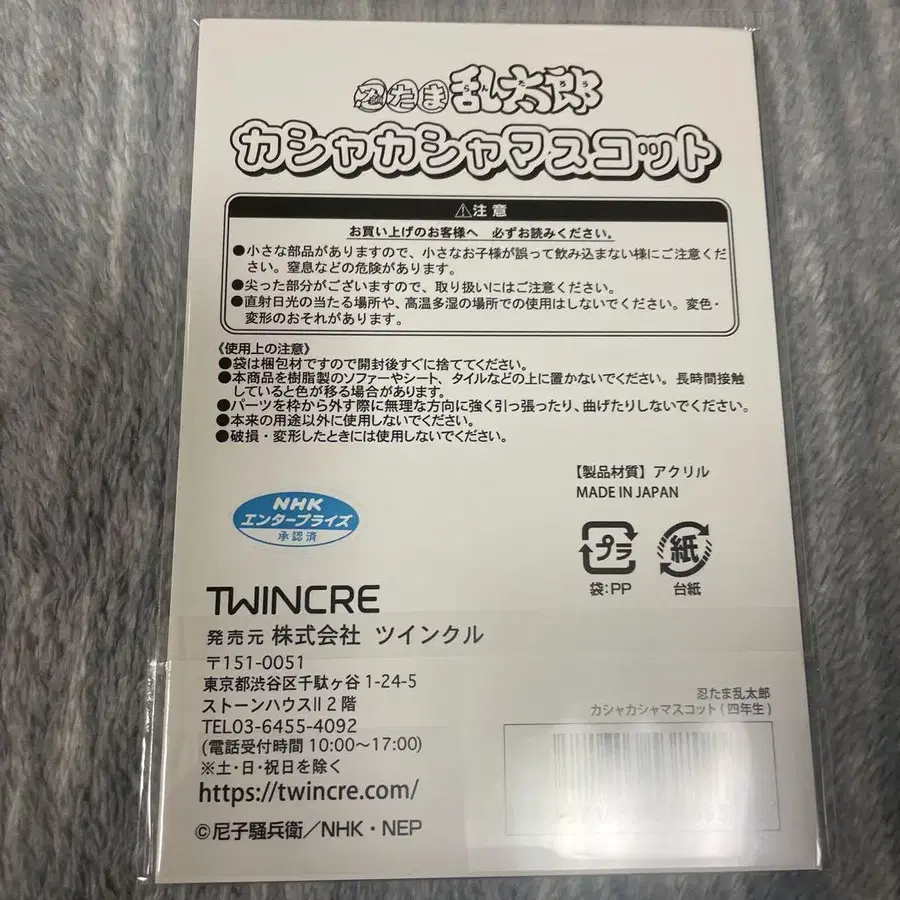 忍たま乱太郎
らんたろう
カシャカシャマスコット
⚠注意
お買い上げのお客様へ 必ずお読みください。
●小さな部品がありますので、小さなお子様が誤って飲み込まない様にご注意くだ
さい。窒息などの危険があります。
●尖った部分がございますので、取り扱いにはご注意ください。
●直射日光の当たる場所や、高温多湿の場所での使用はしないでください。変色・
変形のおそれがあります。
《使用上の注意》
●袋は梱包材ですので開封後すぐに捨ててください。
●本商品を樹脂製のソファーやシート、タイルなどの上に置かないでください。長時間接触
していると色が移る場合があります。
●パーツを枠から外す際に無理な方向に強く引っ張ったり、曲げたりしないでください。
●本来の用途以外に使用しないでください。
●破損・変形したときには使用しないでください。
【製品材質】アクリル
MADE IN JAPAN
NHK
エンタープライズ
承認済
プラ
紙
袋:PP
台紙
TWINCRE
発売元 株式会社 ツインクル
〒151-0051
東京都渋谷区千駄ヶ谷 1-24-5
ストーンハウスII 2 階
TEL03-6455-4092
(電話受付時間 10:00〜17:00)
※土・日・祝日を除く
https://twincre.com/
©尼子騒兵衛/NHK・NEP
忍たま乱太郎
カシャカシャマスコット(四年生)